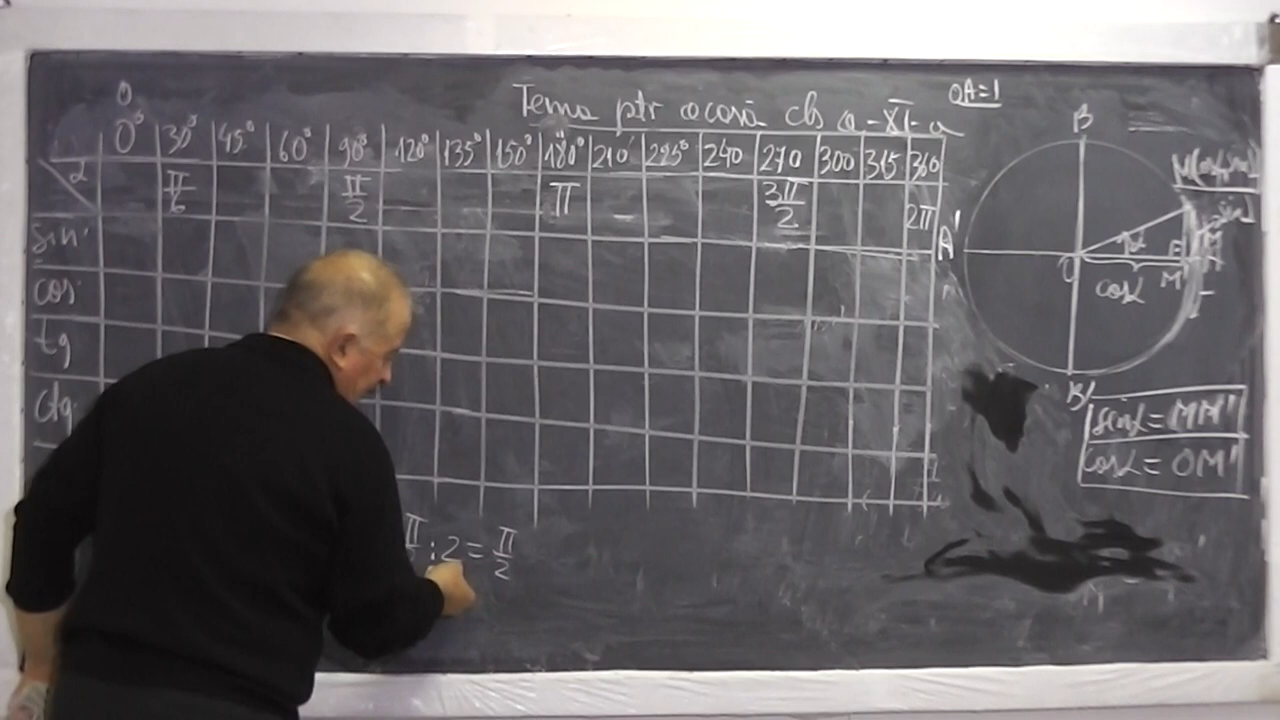 Tema ptr acasă cls a-XI-a
OA=1
0
0° 30° 45° 60° 90° 120° 135° 150° 180° 210° 225° 240 270 300 315 360
α π/6 π/2 π 3π/2 2π
sin
cos
tg
ctg
B
A'
O
α
cosα
M'
B'
sinα = MM'
cosα = OM'
:2 = π/2